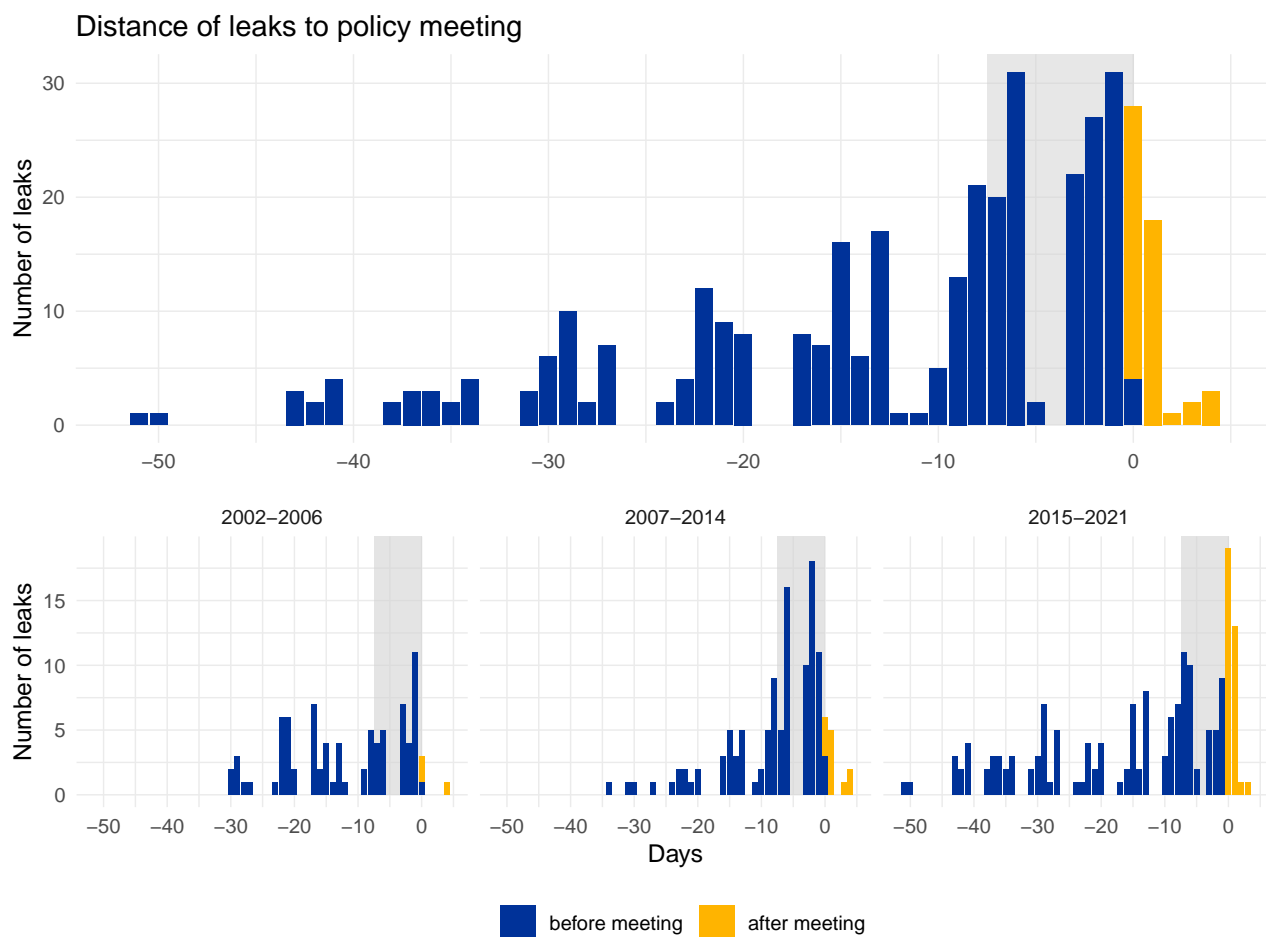 Distance of leaks to policy meeting
Number of leaks
30
20
10
0
−50 −40 −30 −20 −10 0
2002−2006 2007−2014 2015−2021
Number of leaks
15
10
5
0
−50 −40 −30 −20 −10 0 −50 −40 −30 −20 −10 0 −50 −40 −30 −20 −10 0
Days
before meeting after meeting